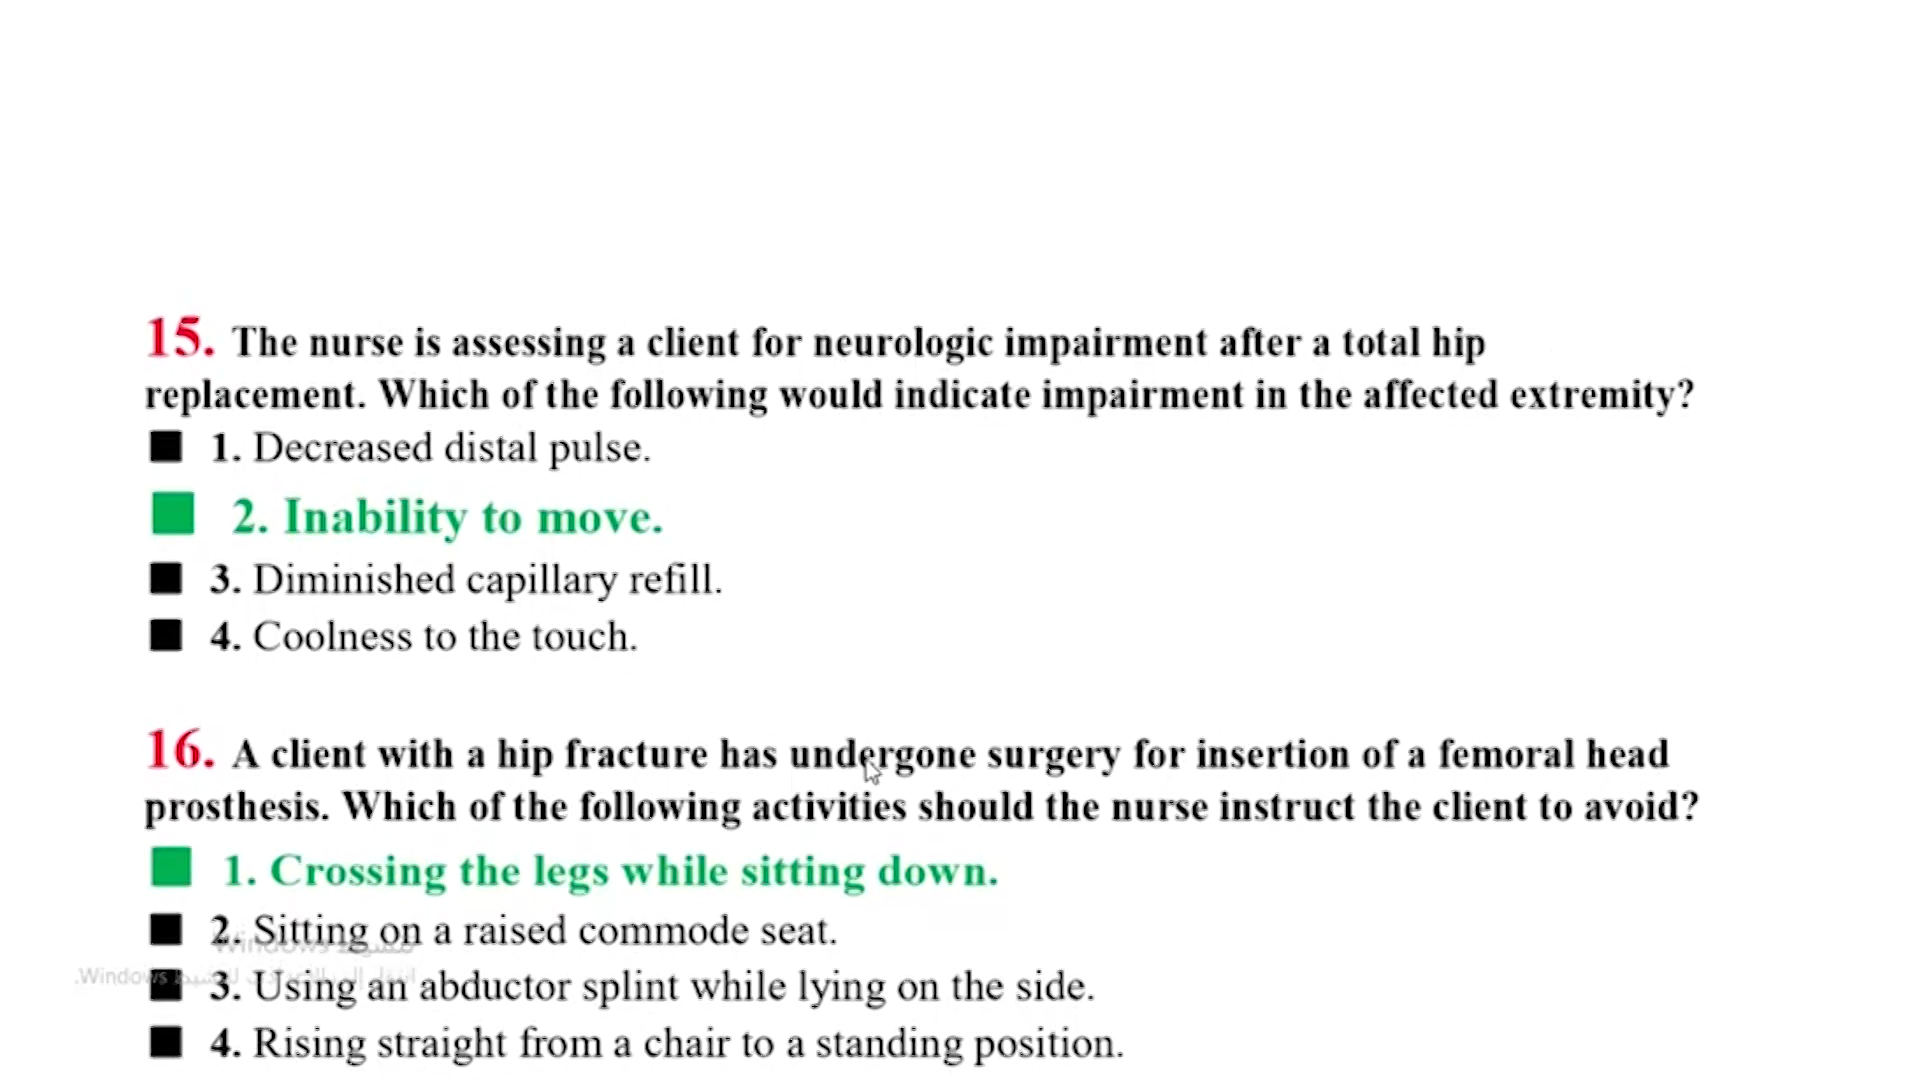 15. The nurse is assessing a client for neurologic impairment after a total hip
replacement. Which of the following would indicate impairment in the affected extremity?
1. Decreased distal pulse.
2. Inability to move.
3. Diminished capillary refill.
4. Coolness to the touch.
16. A client with a hip fracture has undergone surgery for insertion of a femoral head
prosthesis. Which of the following activities should the nurse instruct the client to avoid?
1. Crossing the legs while sitting down.
2. Sitting on a raised commode seat.
Windows
3. Using an abductor splint while lying on the side.
Windows.
4. Rising straight from a chair to a standing position.